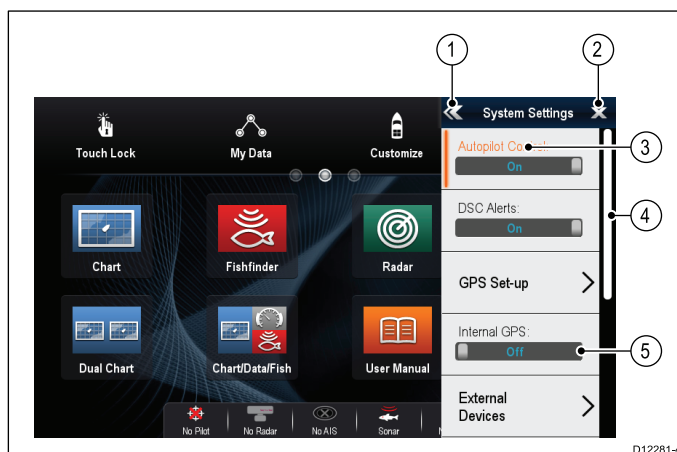 1
2
System Settings
Touch Lock
My Data
Customize
Autopilot Control:
On
3
DSC Alerts:
On
4
Chart
Fishfinder
Radar
GPS Set-up
Internal GPS:
Off
5
Dual Chart
Chart/Data/Fish
User Manual
External
Devices
No Pilot
No Radar
No AIS
Sonar